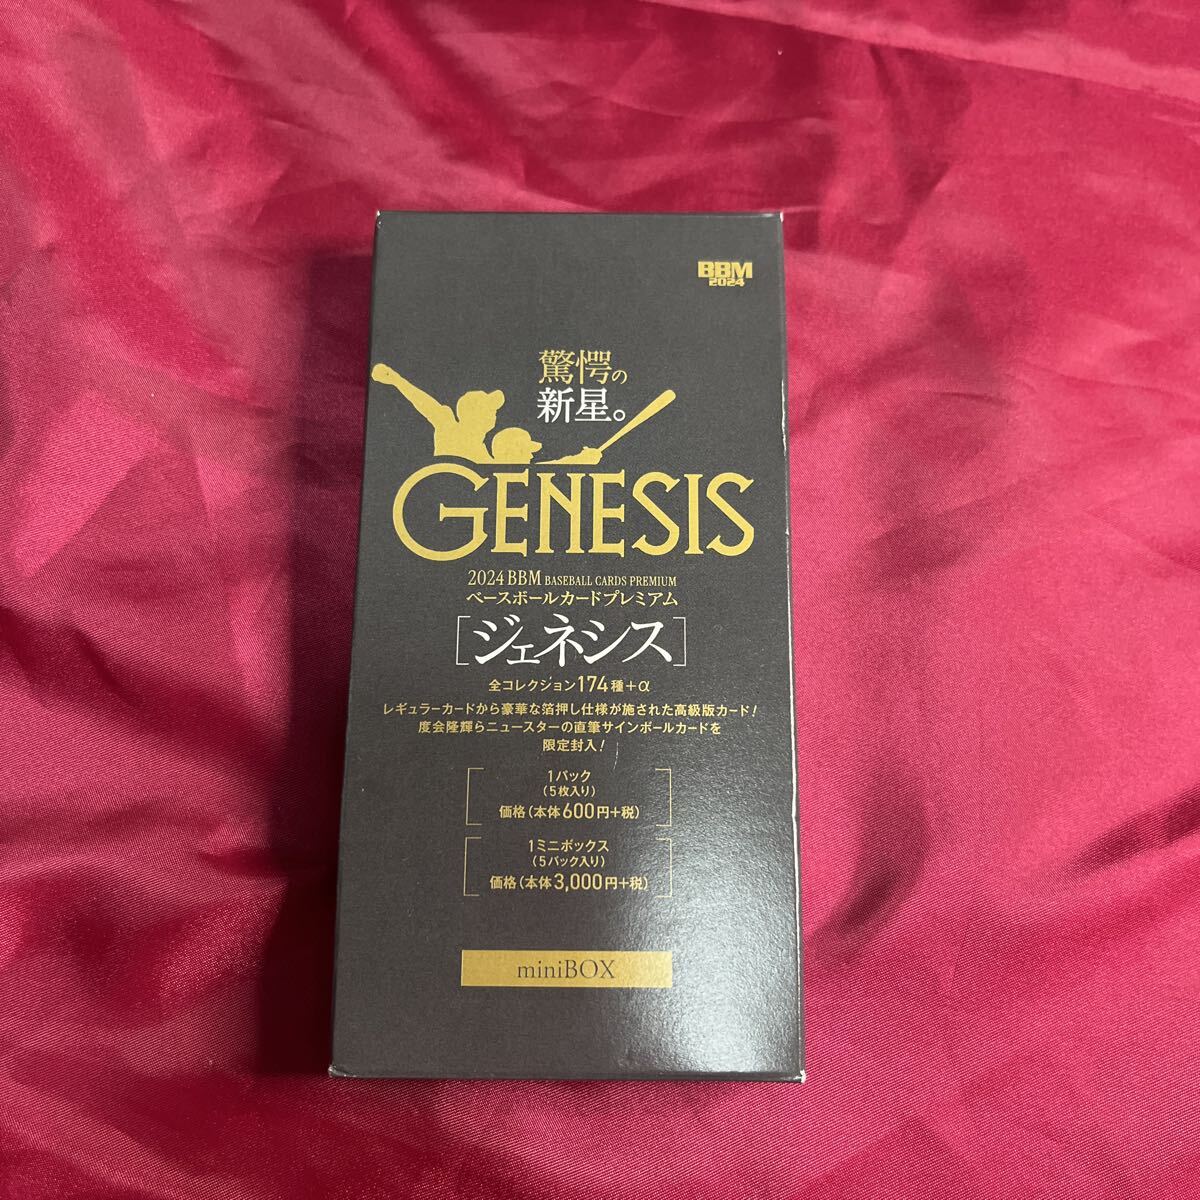 BBM
2024
驚愕の
新星。
GENESIS
2024 BBM BASEBALL CARDS PREMIUM
ベースボールカードプレミアム
[ジェネシス]
全コレクション174種+α
レギュラーカードから豪華な箔押し仕様が施された高級版カード!
度会隆輝らニュースターの直筆サインボールカードを
限定封入!
1パック
(5枚入り)
価格(本体600円+税)
1ミニボックス
(5パック入り)
価格(本体3,000円+税)
miniBOX